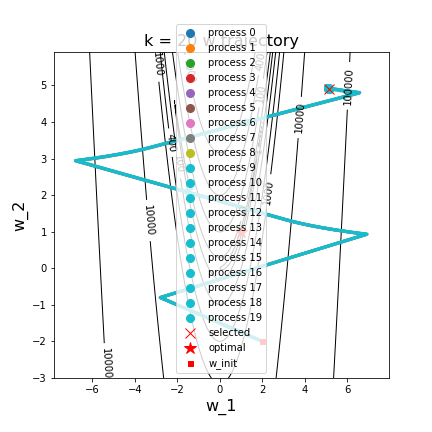 k = 20 w trajectory
process 0
process 1
process 2
process 3
process 4
process 5
process 6
process 7
process 8
process 9
process 10
process 11
process 12
process 13
process 14
process 15
process 16
process 17
process 18
process 19
selected
optimal
w_init
1000
400
10000
10000
10000
100000
1000
w_2
5
4
3
2
1
0
−1
−2
−3
−6
−4
−2
0
2
4
6
w_1